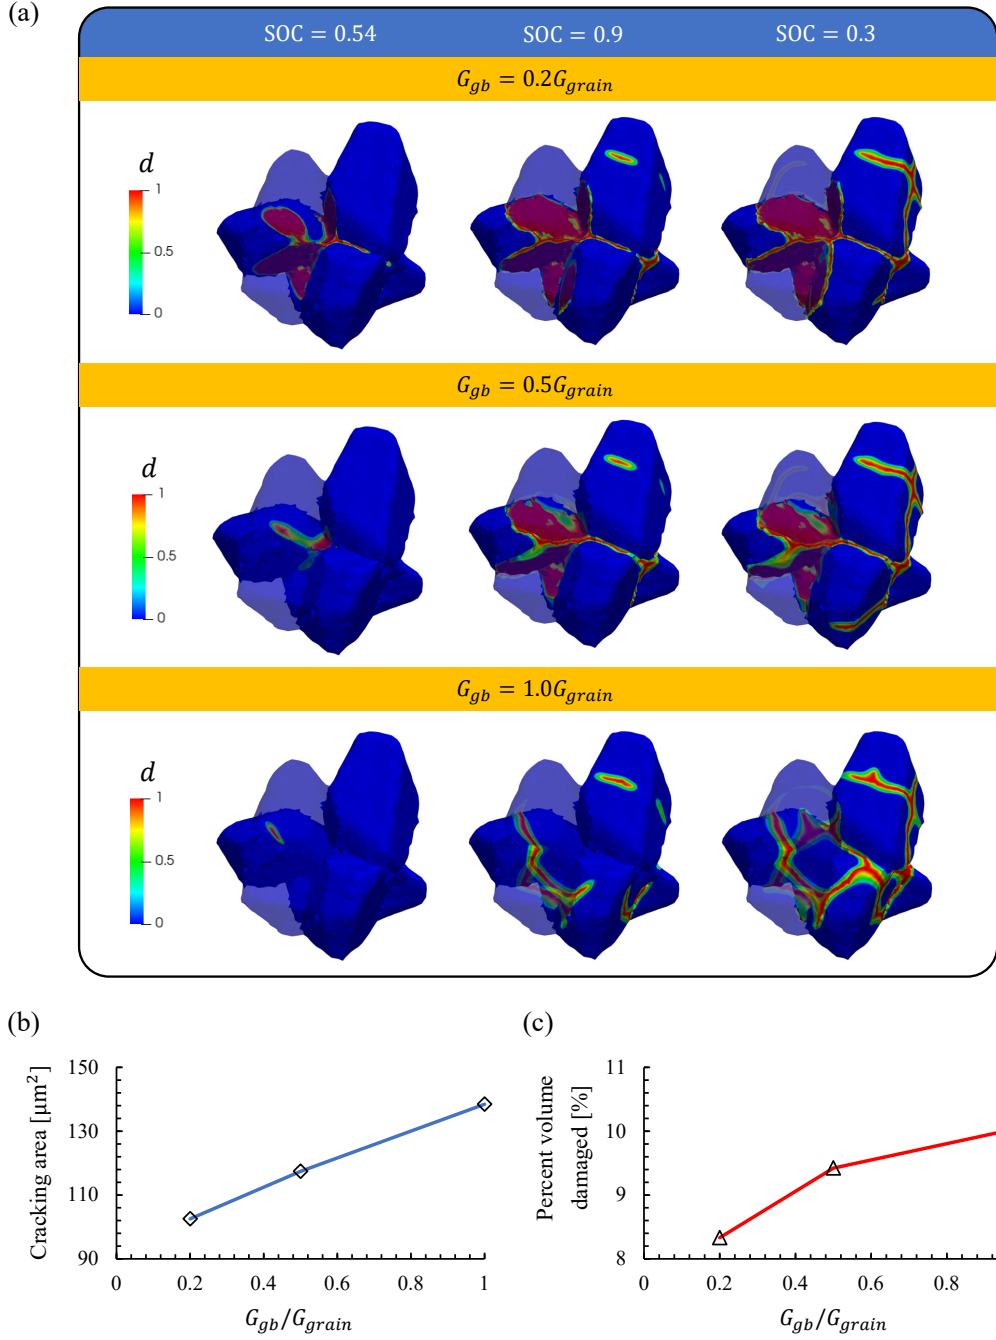 (a)
SOC = 0.54 SOC = 0.9 SOC = 0.3
G_gb = 0.2G_grain
d
1
0.5
0
G_gb = 0.5G_grain
d
1
0.5
0
G_gb = 1.0G_grain
d
1
0.5
0
(b)
Cracking area [µm²]
150
130
110
90
0 0.2 0.4 0.6 0.8 1
G_gb/G_grain
(c)
Percent volume
damaged [%]
11
10
9
8
0 0.2 0.4 0.6 0.8
G_gb/G_grain